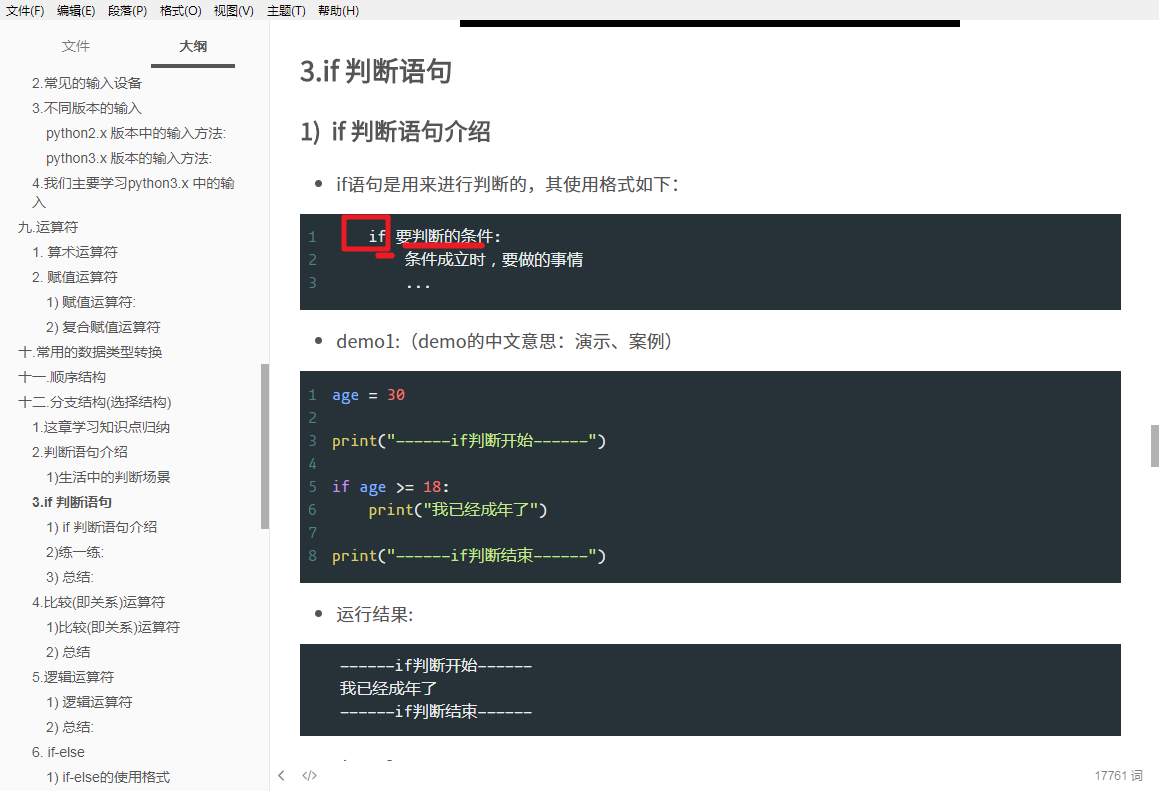 文件(F) 编辑(E) 段落(P) 格式(O) 视图(V) 主题(T) 帮助(H)
文件 大纲
2.常见的输入设备
3.不同版本的输入
python2.x 版本中的输入方法:
python3.x 版本的输入方法:
4.我们主要学习python3.x 中的输
入
九.运算符
1. 算术运算符
2. 赋值运算符
1) 赋值运算符:
2) 复合赋值运算符
十.常用的数据类型转换
十一.顺序结构
十二.分支结构(选择结构)
1.这章学习知识点归纳
2.判断语句介绍
1)生活中的判断场景
3.if 判断语句
1) if 判断语句介绍
2)练一练:
3) 总结:
4.比较(即关系)运算符
1)比较(即关系)运算符
2) 总结
5.逻辑运算符
1) 逻辑运算符
2) 总结:
6. if-else
1) if-else的使用格式
3.if 判断语句
1) if 判断语句介绍
• if语句是用来进行判断的，其使用格式如下：
1 if 要判断的条件:
2 条件成立时，要做的事情
3 ...
• demo1:（demo的中文意思：演示、案例）
1 age = 30
2
3 print("------if判断开始------")
4
5 if age >= 18:
6 print("我已经成年了")
7
8 print("------if判断结束------")
• 运行结果:
------if判断开始------
我已经成年了
------if判断结束------
17761 词